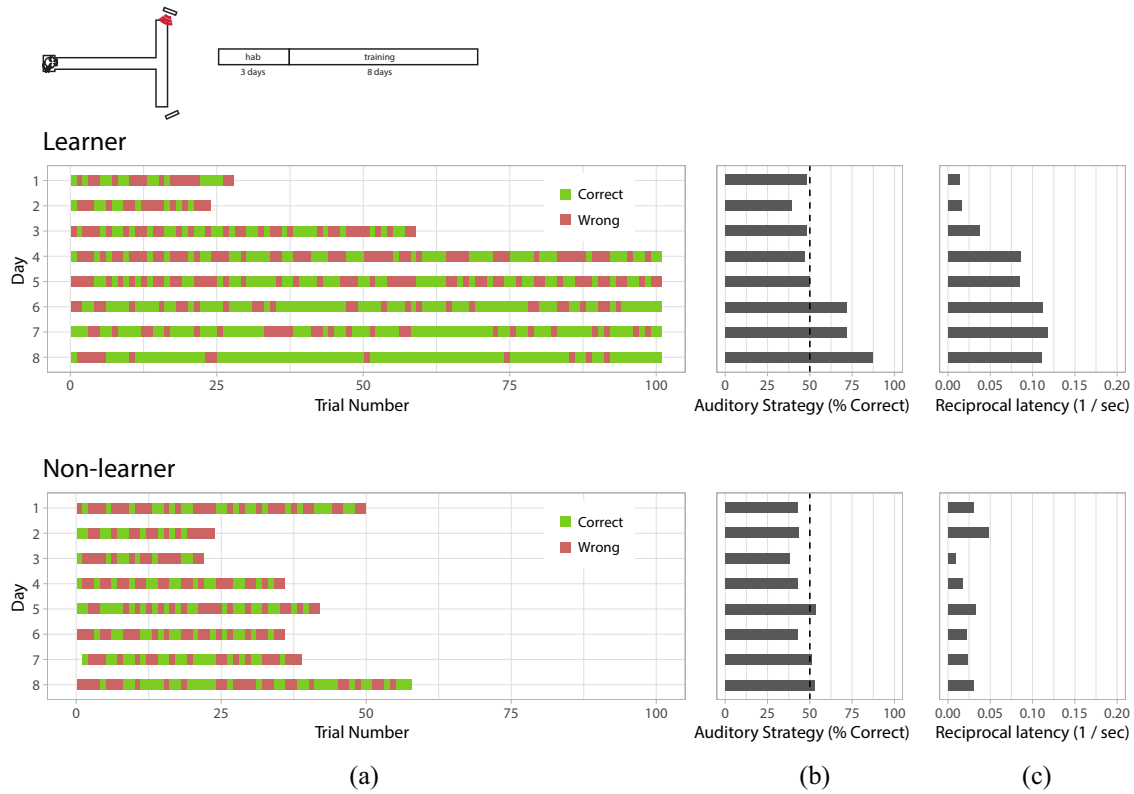 hab training
3 days 8 days
Learner
Day
1
2
3
4
5
6
7
8
Correct
Wrong
0 25 50 75 100
Trial Number
0 25 50 75 100
Auditory Strategy (% Correct)
0.00 0.05 0.10 0.15 0.20
Reciprocal latency (1 / sec)
Non-learner
Day
1
2
3
4
5
6
7
8
Correct
Wrong
0 25 50 75 100
Trial Number
0 25 50 75 100
Auditory Strategy (% Correct)
0.00 0.05 0.10 0.15 0.20
Reciprocal latency (1 / sec)
(a) (b) (c)